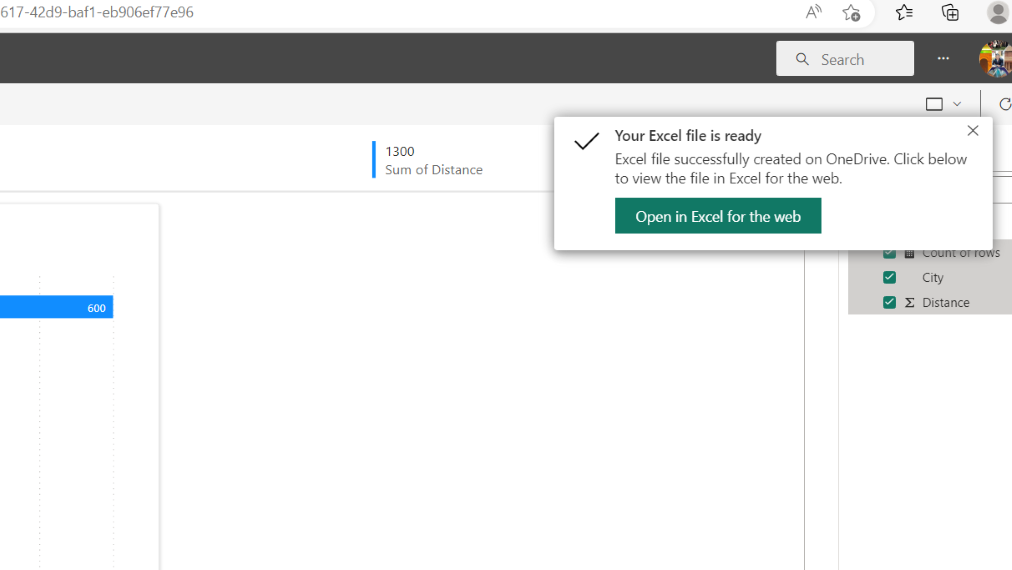 617-42d9-baf1-eb906ef77e96
Search
1300
Sum of Distance
Your Excel file is ready
Excel file successfully created on OneDrive. Click below
to view the file in Excel for the web.
Open in Excel for the web
Count of rows
City
Σ Distance
600